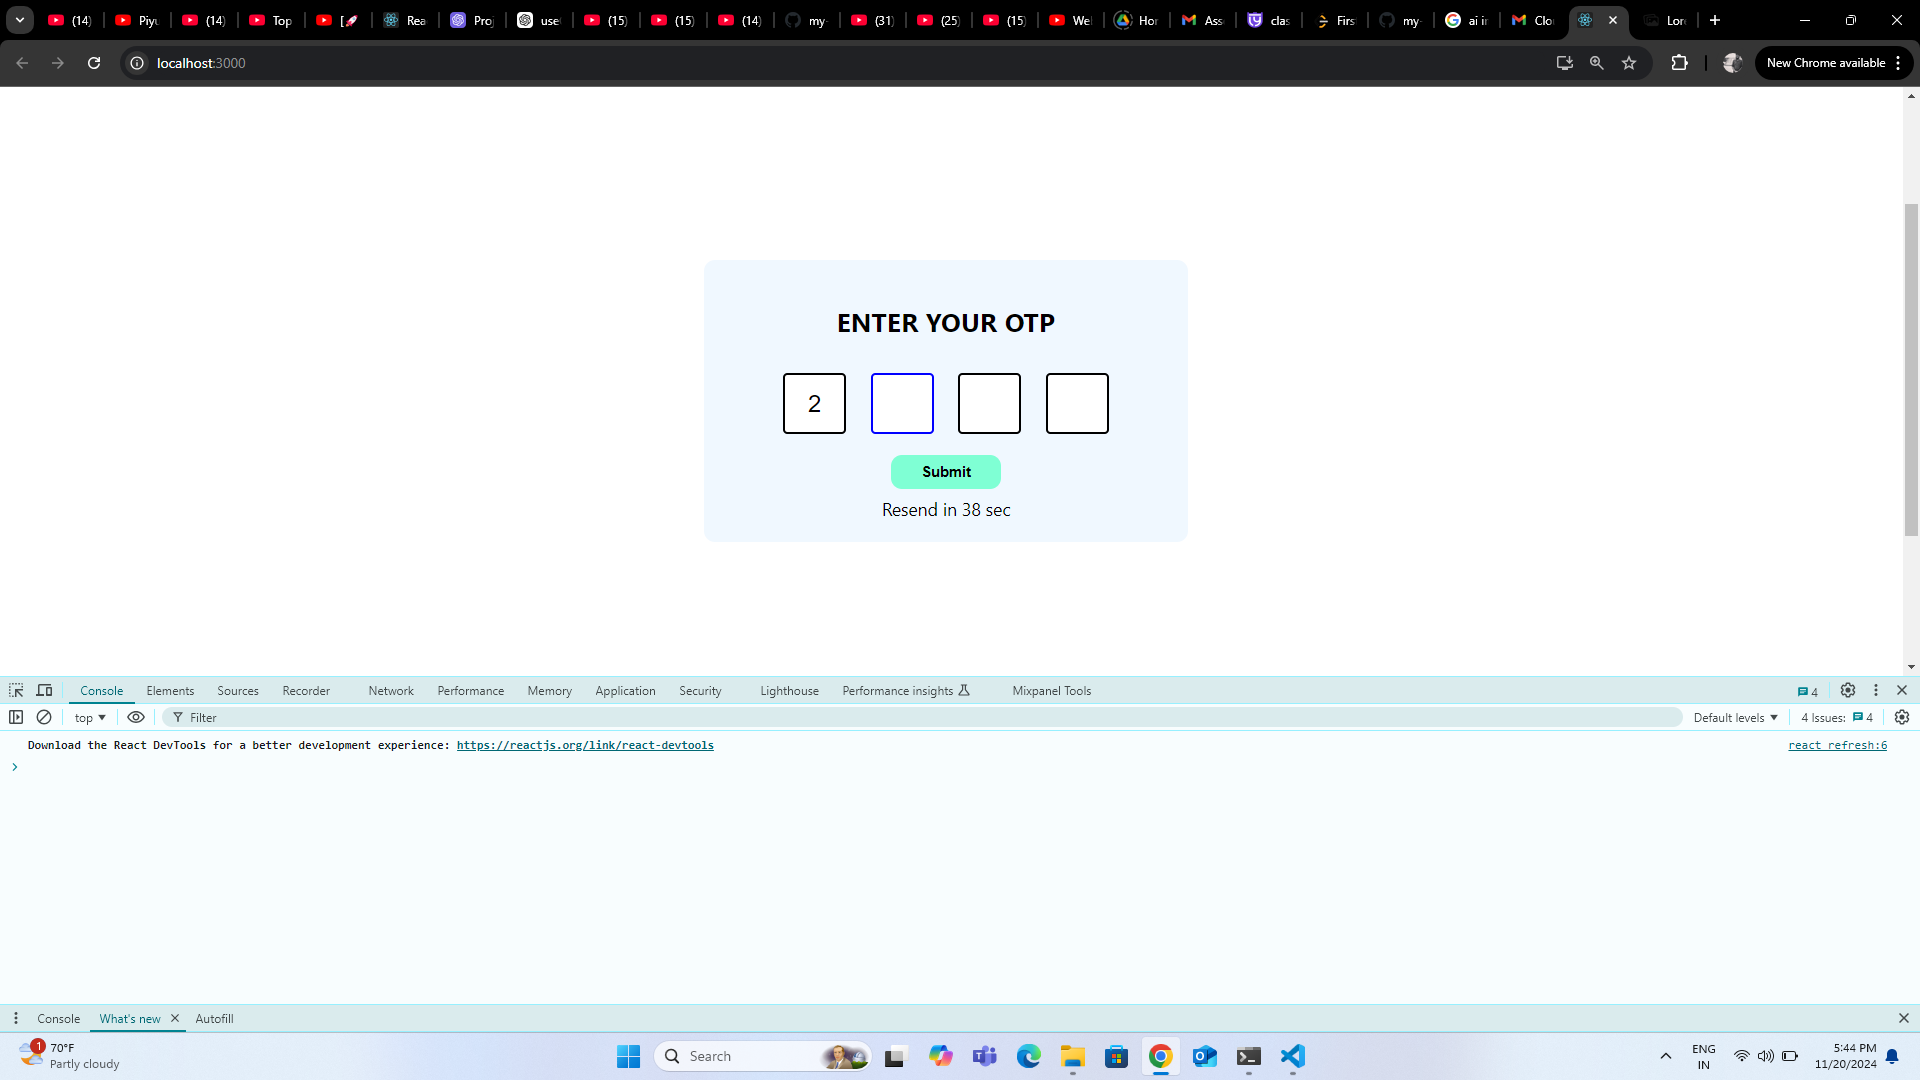 (14)
Piyu
(14)
Top
[🚀
Rea
Proj
use
(15)
(15)
(14)
my-
(31)
(25)
(15)
We
Hor
Ass
clas
Firs
my-
ai ir
Clo
Lor
localhost:3000
New Chrome available
ENTER YOUR OTP
2
Submit
Resend in 38 sec
Console Elements Sources Recorder Network Performance Memory Application Security Lighthouse Performance insights Mixpanel Tools 4
top Filter Default levels 4 Issues: 4
Download the React DevTools for a better development experience: https://reactjs.org/link/react-devtools react refresh:6
Console What's new Autofill
1
70°F
Partly cloudy
Search
ENG
IN
5:44 PM
11/20/2024